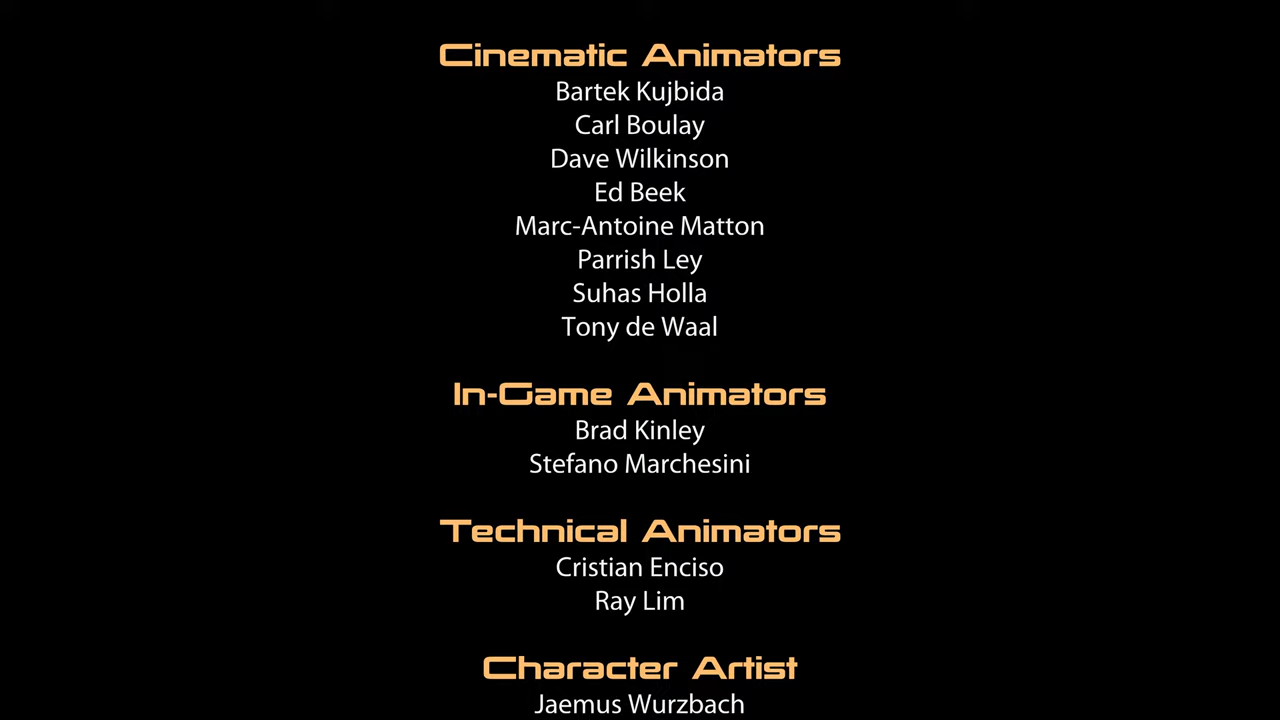 Cinematic Animators
Bartek Kujbida
Carl Boulay
Dave Wilkinson
Ed Beek
Marc-Antoine Matton
Parrish Ley
Suhas Holla
Tony de Waal
In-Game Animators
Brad Kinley
Stefano Marchesini
Technical Animators
Cristian Enciso
Ray Lim
Character Artist
Jaemus Wurzbach